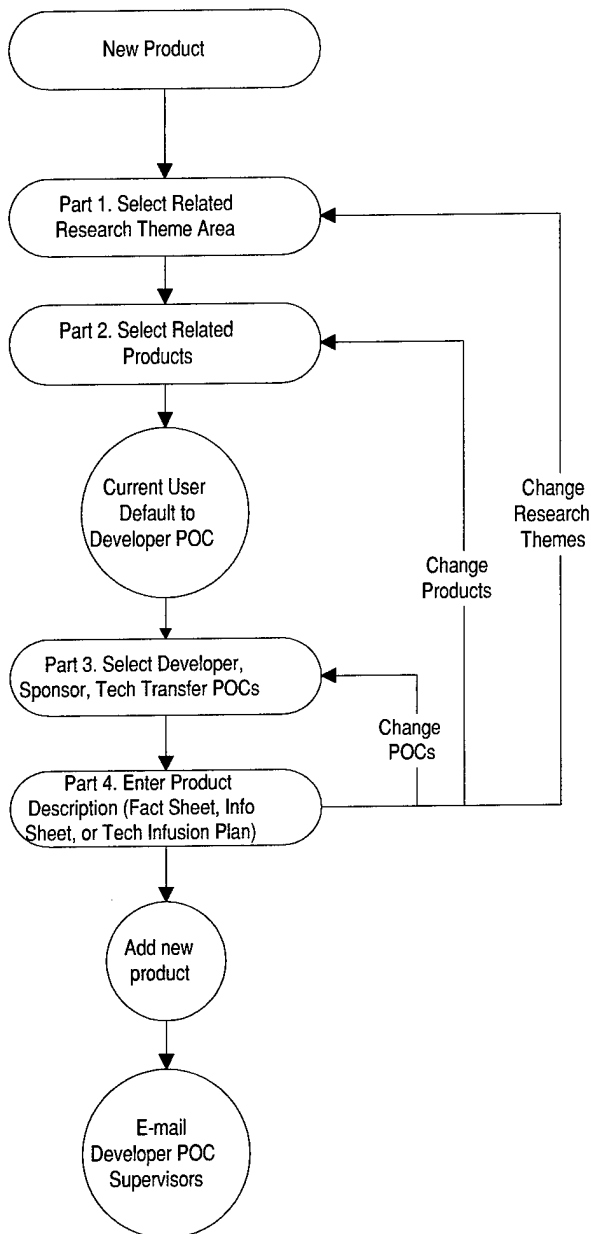 New Product
Part 1. Select Related
Research Theme Area
Part 2. Select Related
Products
Current User
Default to
Developer POC
Change
Research
Themes
Change
Products
Part 3. Select Developer,
Sponsor, Tech Transfer POCs
Change
POCs
Part 4. Enter Product
Description (Fact Sheet, Info
Sheet, or Tech Infusion Plan)
Add new
product
E-mail
Developer POC
Supervisors